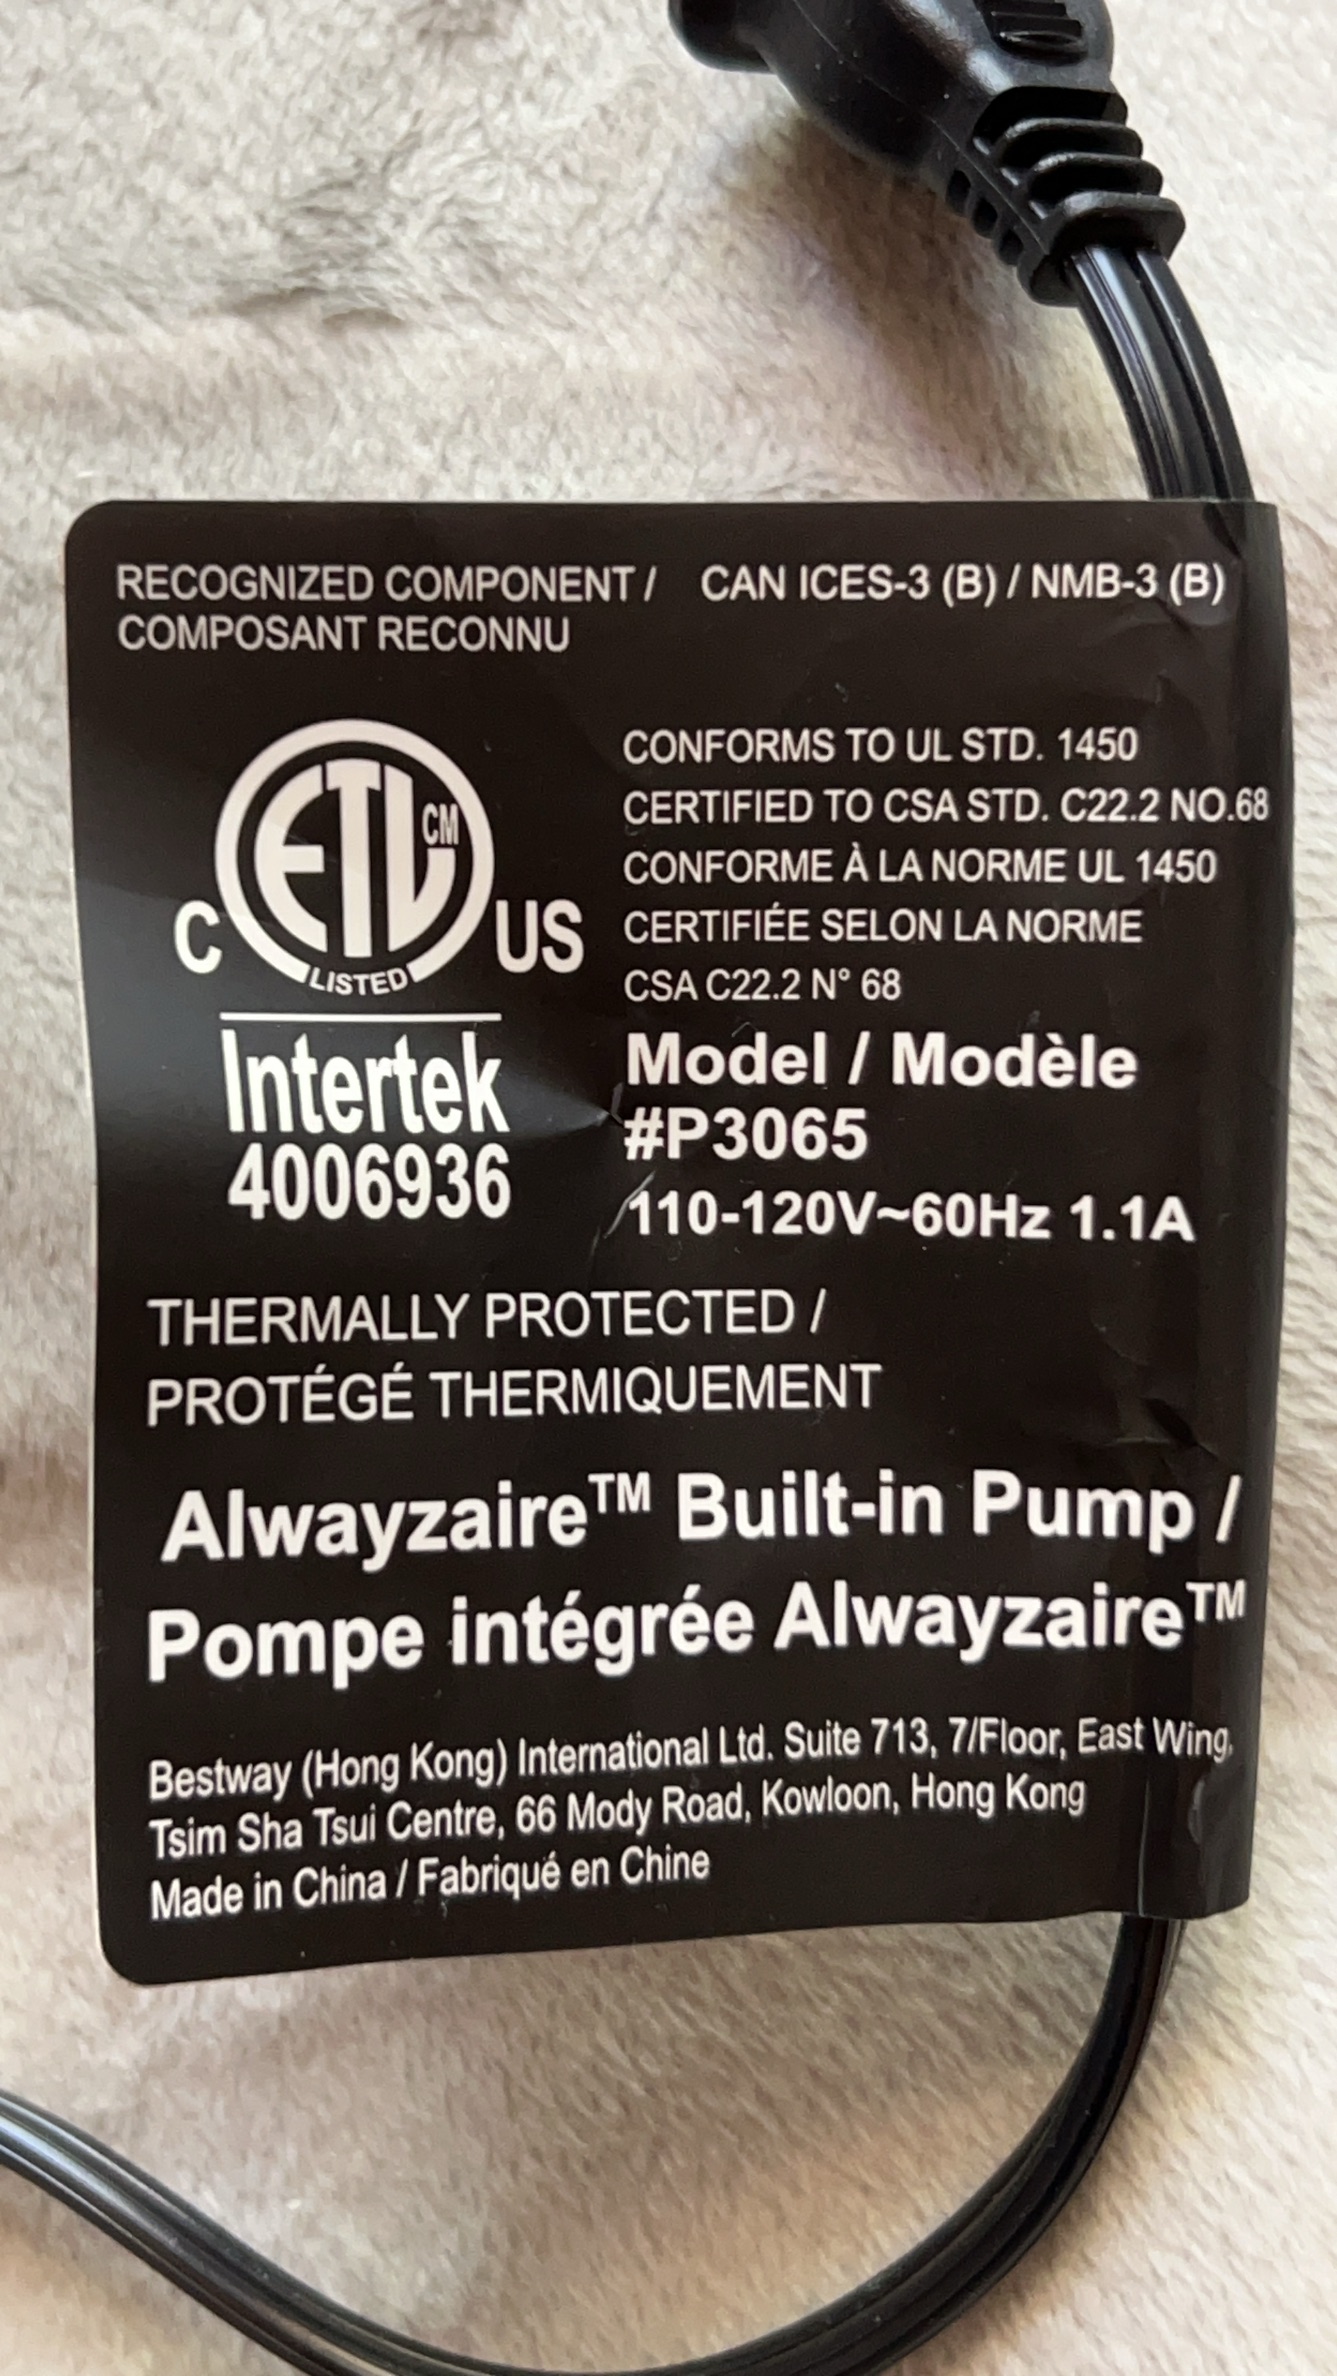 RECOGNIZED COMPONENT /
COMPOSANT RECONNU
CAN ICES-3 (B) / NMB-3 (B)
ETL CM
C US
LISTED
Intertek
4006936
CONFORMS TO UL STD. 1450
CERTIFIED TO CSA STD. C22.2 NO.68
CONFORME À LA NORME UL 1450
CERTIFIÉE SELON LA NORME
CSA C22.2 N° 68
Model / Modèle
#P3065
110-120V~60Hz 1.1A
THERMALLY PROTECTED /
PROTÉGÉ THERMIQUEMENT
Alwayzaire™ Built-in Pump /
Pompe intégrée Alwayzaire™
Bestway (Hong Kong) International Ltd. Suite 713, 7/Floor, East Wing,
Tsim Sha Tsui Centre, 66 Mody Road, Kowloon, Hong Kong
Made in China / Fabriqué en Chine